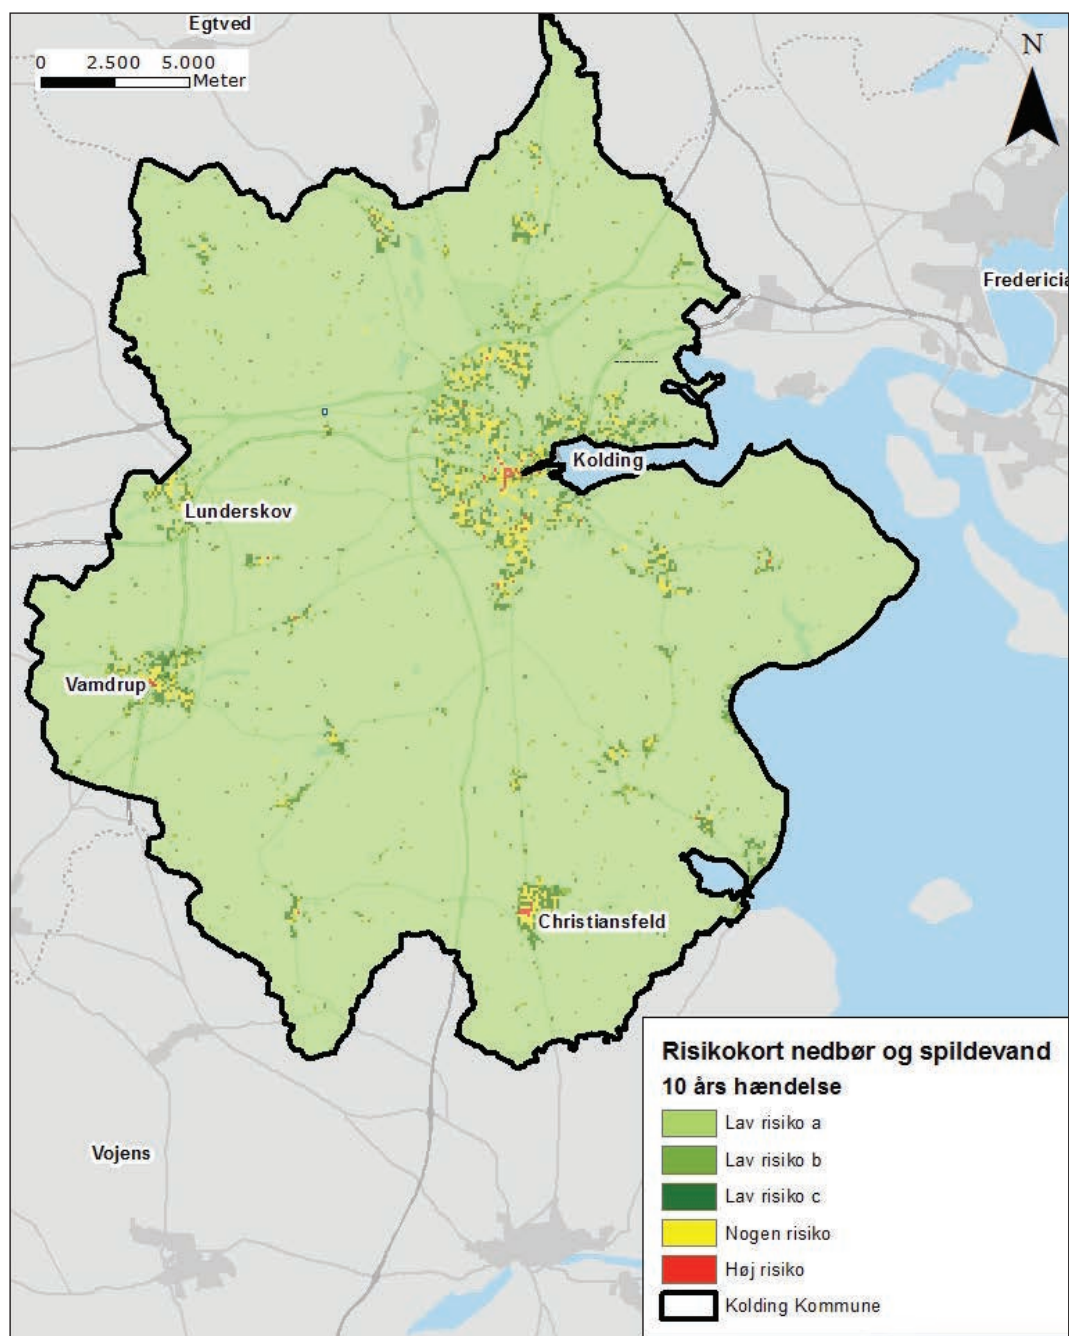 Egtved
0 2.500 5.000
Meter
N
Fredericia
Kolding
Lunderskov
Vamdrup
Christiansfeld
Vojens
Risikokort nedbør og spildevand
10 års hændelse
Lav risiko a
Lav risiko b
Lav risiko c
Nogen risiko
Høj risiko
Kolding Kommune